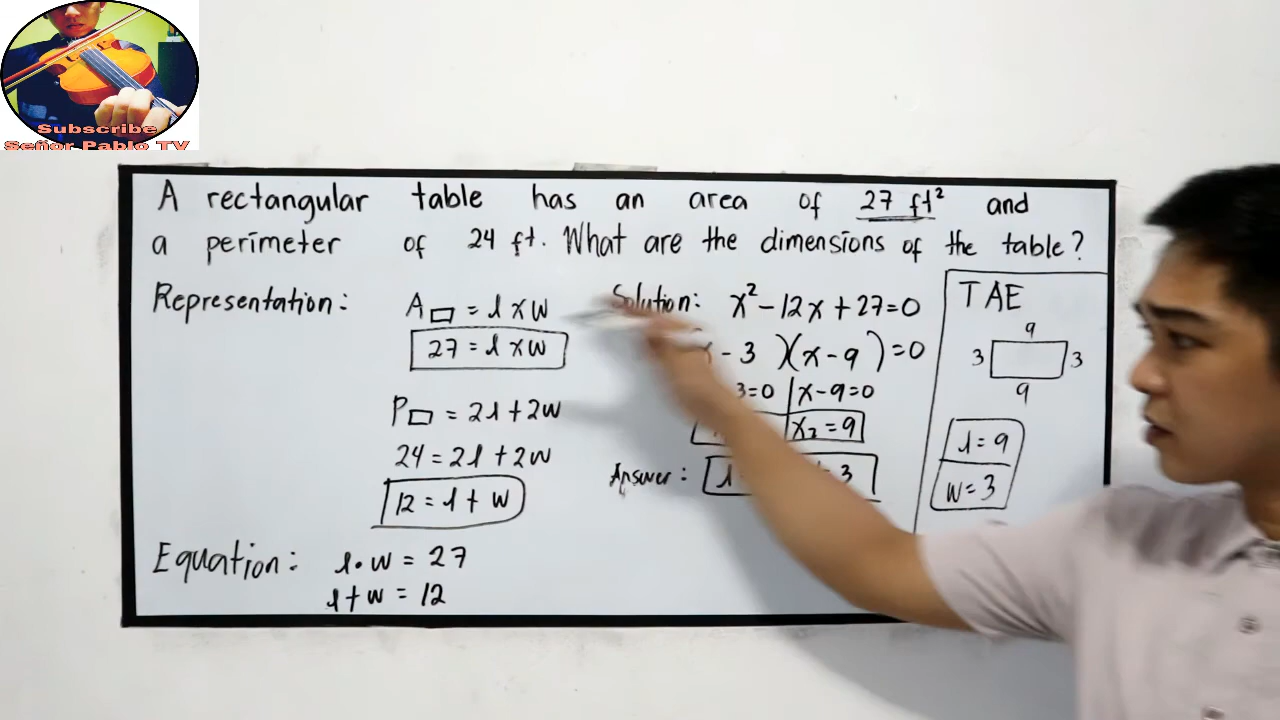 Subscribe
Señor Pablo TV
A rectangular table has an area of 27 ft² and
a perimeter of 24 ft. What are the dimensions of the table?
Representation:
A▭ = l x w
27 = l x w
P▭ = 2l + 2w
24 = 2l + 2w
12 = l + w
Equation: l • w = 27
l + w = 12
Solution: x² - 12x + 27 = 0
- 3 )(x - 9) = 0
3=0 | x-9=0
x₂ = 9
Answer: l 3
TAE
9
3 3
9
l = 9
w = 3